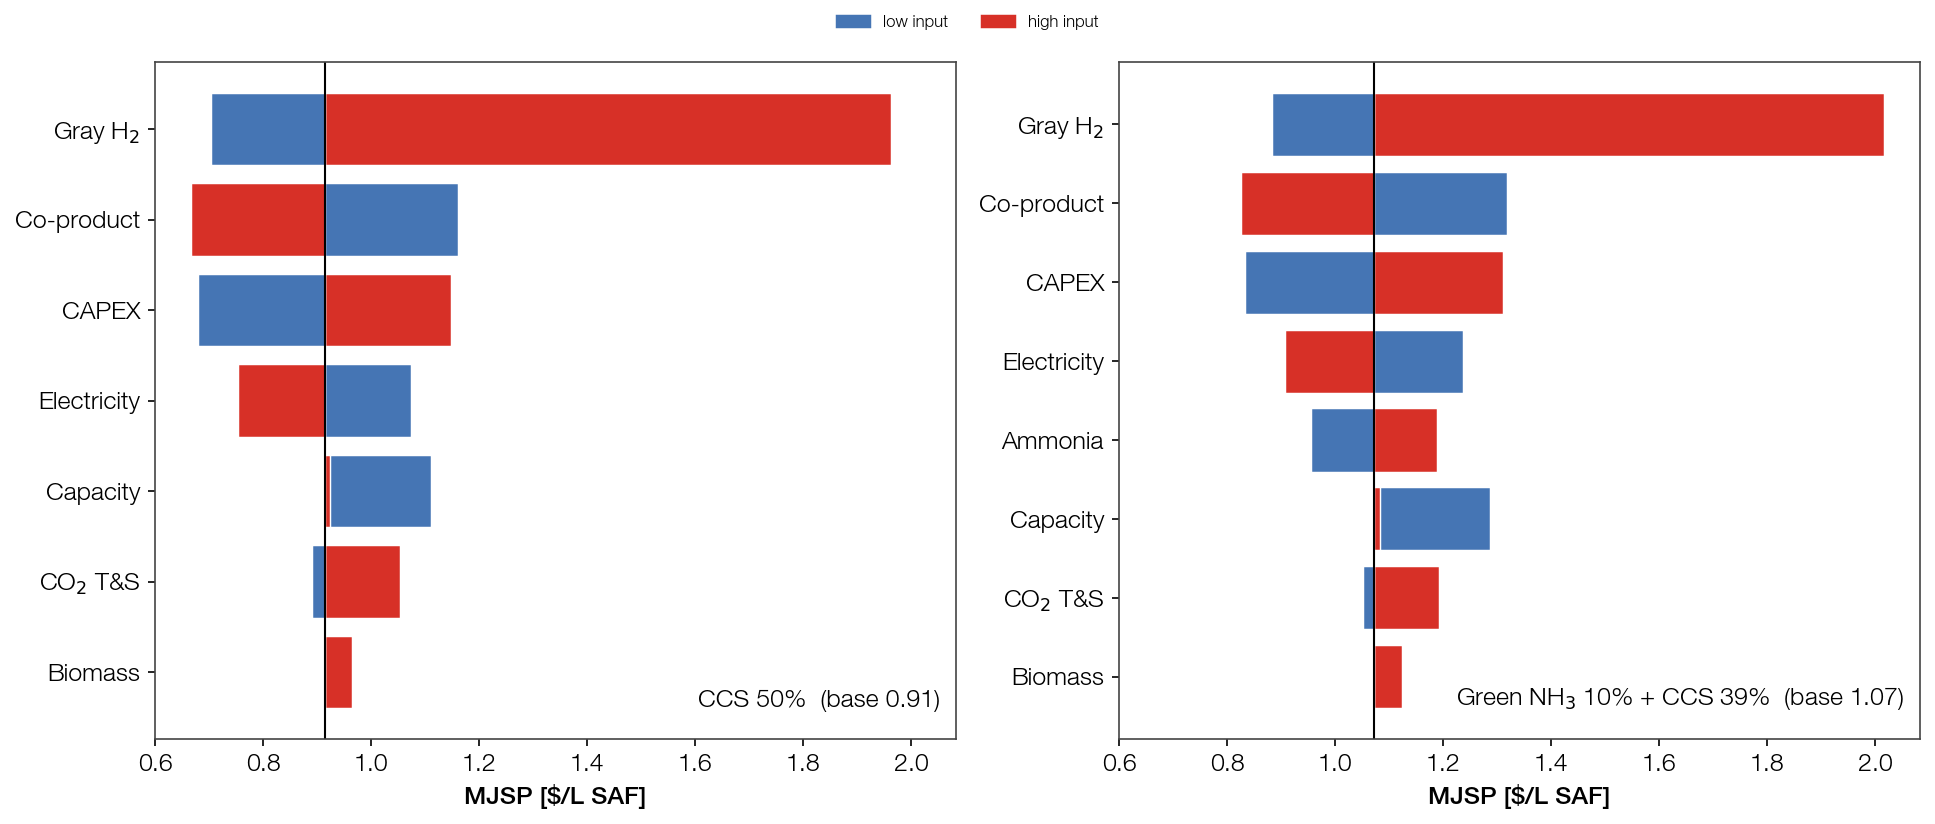 low input
high input
Gray H₂
Co-product
CAPEX
Electricity
Capacity
CO₂ T&S
Biomass
CCS 50% (base 0.91)
0.6 0.8 1.0 1.2 1.4 1.6 1.8 2.0
MJSP [$/L SAF]
Gray H₂
Co-product
CAPEX
Electricity
Ammonia
Capacity
CO₂ T&S
Biomass
Green NH₃ 10% + CCS 39% (base 1.07)
0.6 0.8 1.0 1.2 1.4 1.6 1.8 2.0
MJSP [$/L SAF]